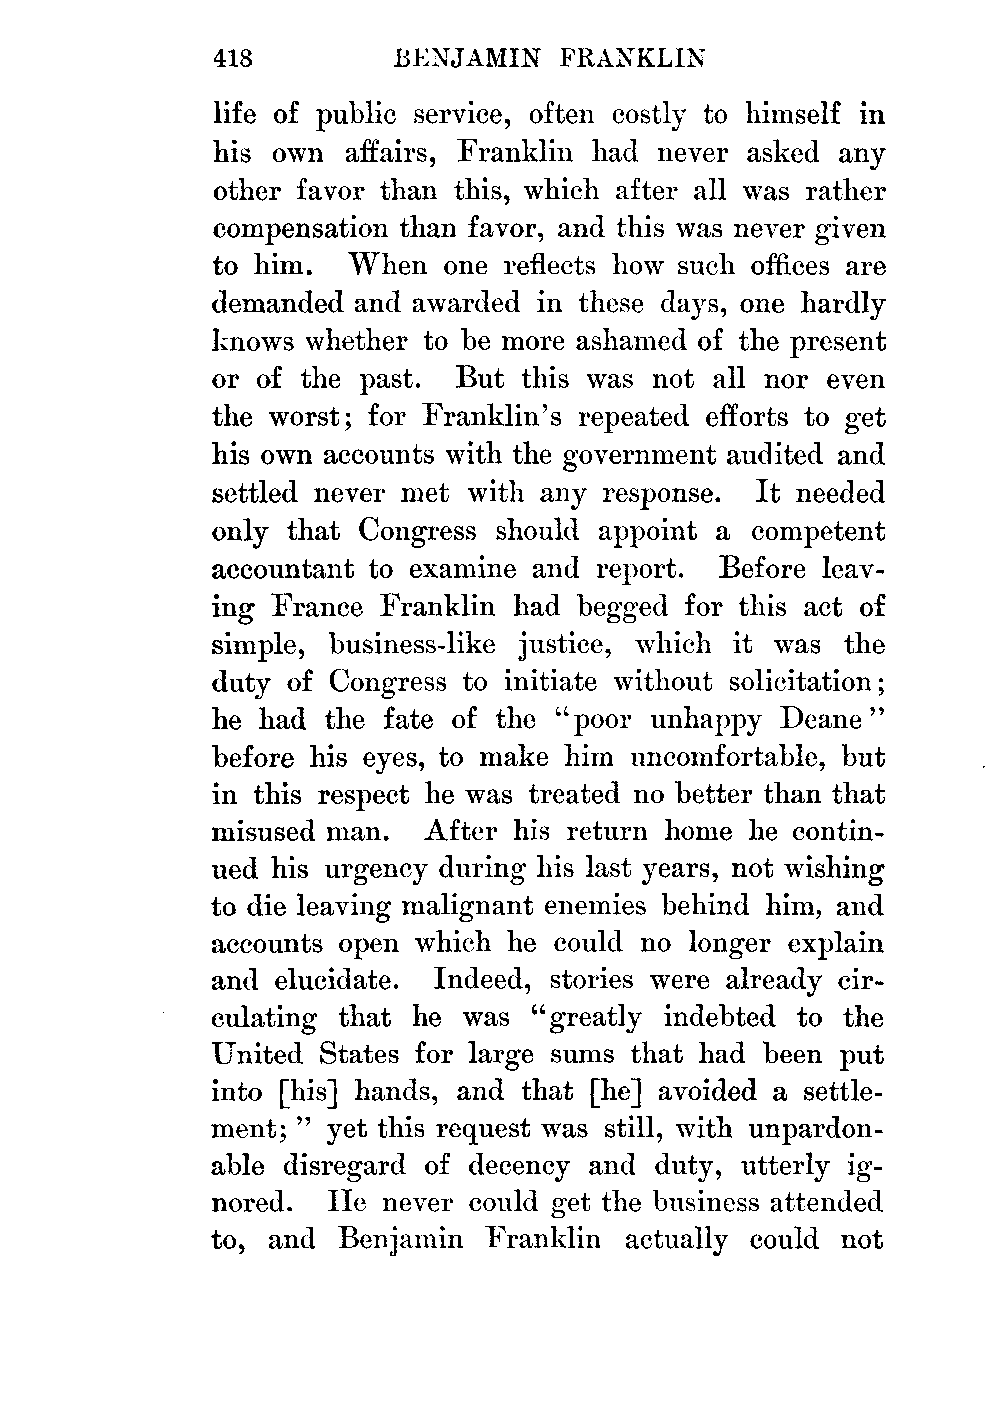 418 BENJAMIN FRANKLIN
life of public service, often costly to himself in
his own affairs, Franklin had never asked any
other favor than this, which after all was rather
compensation than favor, and this was never given
to him. When one reflects how such offices are
demanded and awarded in these days, one hardly
knows whether to be more ashamed of the present
or of the past. But this was not all nor even
the worst; for Franklin's repeated efforts to get
his own accounts with the government audited and
settled never met with any response. It needed
only that Congress should appoint a competent
accountant to examine and report. Before leav-
ing France Franklin had begged for this act of
simple, business-like justice, which it was the
duty of Congress to initiate without solicitation;
he had the fate of the "poor unhappy Deane"
before his eyes, to make him uncomfortable, but
in this respect he was treated no better than that
misused man. After his return home he contin-
ued his urgency during his last years, not wishing
to die leaving malignant enemies behind him, and
accounts open which he could no longer explain
and elucidate. Indeed, stories were already cir-
culating that he was "greatly indebted to the
United States for large sums that had been put
into [his] hands, and that [he] avoided a settle-
ment;" yet this request was still, with unpardon-
able disregard of decency and duty, utterly ig-
nored. He never could get the business attended
to, and Benjamin Franklin actually could not